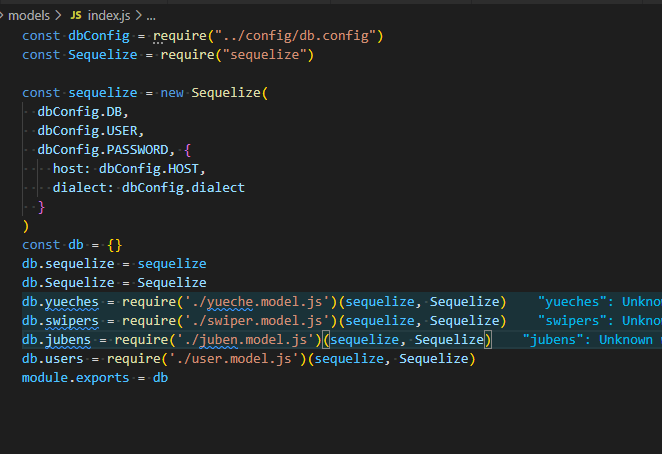 models > JS index.js > ...
const dbConfig = require("../config/db.config")
const Sequelize = require("sequelize")
const sequelize = new Sequelize(
dbConfig.DB,
dbConfig.USER,
dbConfig.PASSWORD, {
host: dbConfig.HOST,
dialect: dbConfig.dialect
}
)
const db = {}
db.sequelize = sequelize
db.Sequelize = Sequelize
db.yueches = require('./yueche.model.js')(sequelize, Sequelize) "yueches": Unkno
db.swipers = require('./swiper.model.js')(sequelize, Sequelize) "swipers": Unkno
db.jubens = require('./juben.model.js')(sequelize, Sequelize) "jubens": Unknown
db.users = require('./user.model.js')(sequelize, Sequelize)
module.exports = db